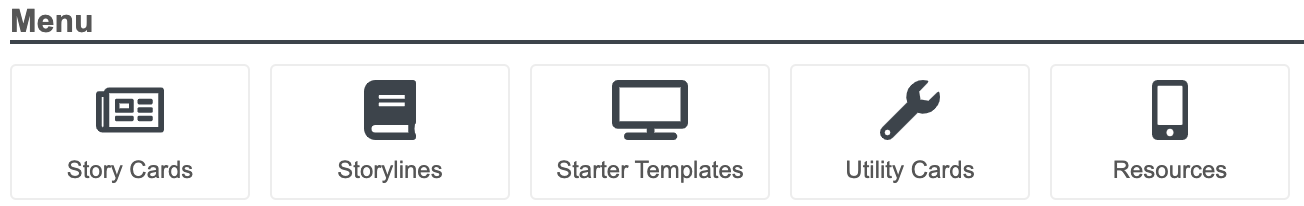 Menu
Story Cards
Storylines
Starter Templates
Utility Cards
Resources